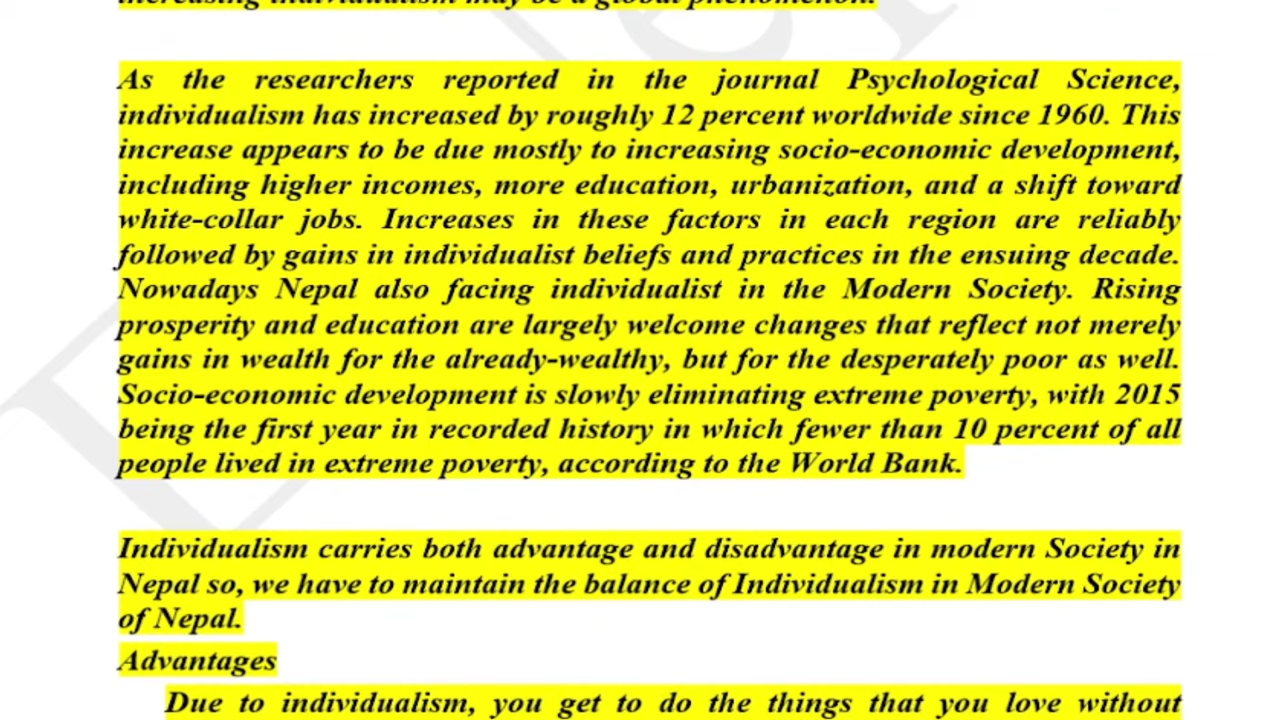 increasing individualism may be a global phenomenon.
As the researchers reported in the journal Psychological Science,
individualism has increased by roughly 12 percent worldwide since 1960. This
increase appears to be due mostly to increasing socio-economic development,
including higher incomes, more education, urbanization, and a shift toward
white-collar jobs. Increases in these factors in each region are reliably
followed by gains in individualist beliefs and practices in the ensuing decade.
Nowadays Nepal also facing individualist in the Modern Society. Rising
prosperity and education are largely welcome changes that reflect not merely
gains in wealth for the already-wealthy, but for the desperately poor as well.
Socio-economic development is slowly eliminating extreme poverty, with 2015
being the first year in recorded history in which fewer than 10 percent of all
people lived in extreme poverty, according to the World Bank.
Individualism carries both advantage and disadvantage in modern Society in
Nepal so, we have to maintain the balance of Individualism in Modern Society
of Nepal.
Advantages
Due to individualism, you get to do the things that you love without